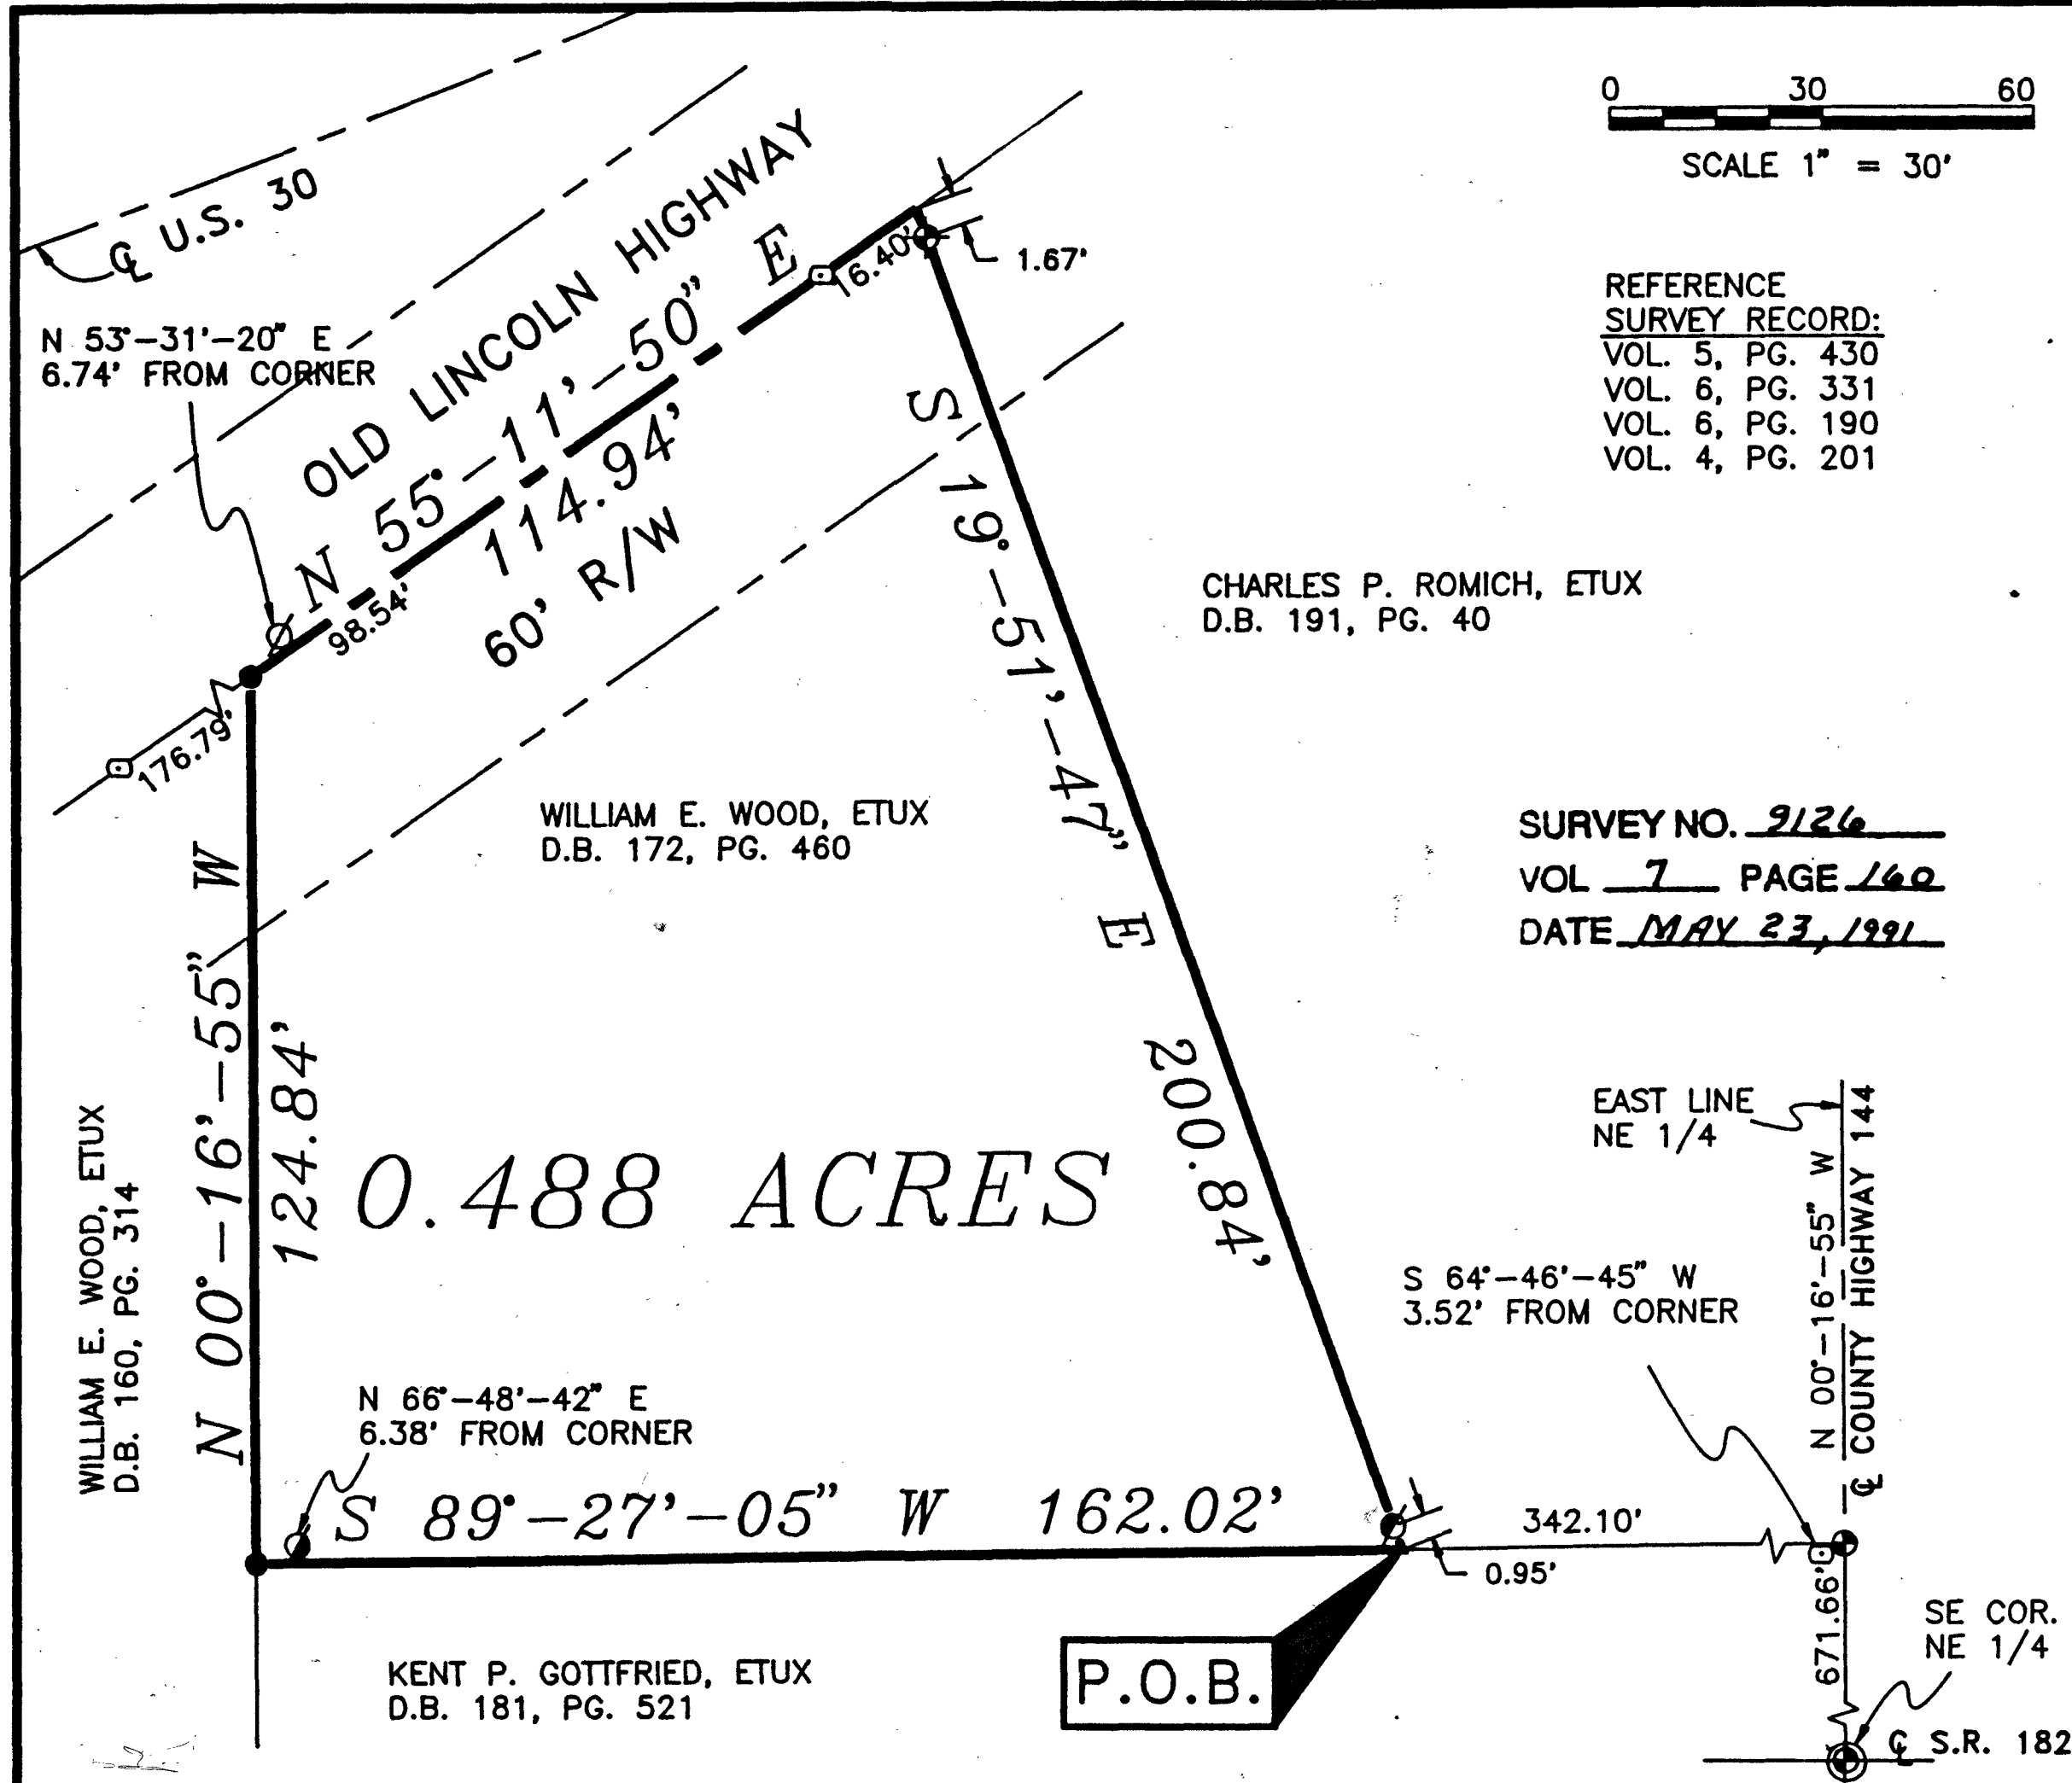 0 30 60
SCALE 1" = 30'
℄ U.S. 30
OLD LINCOLN HIGHWAY
N 53°-31'-20" E
6.74' FROM CORNER
N 55°-11'-50" E
114.94'
16.40'
1.67'
98.54'
60' R/W
176.79'
REFERENCE
SURVEY RECORD:
VOL. 5, PG. 430
VOL. 6, PG. 331
VOL. 6, PG. 190
VOL. 4, PG. 201
S 19°-51'-47" E 200.84'
CHARLES P. ROMICH, ETUX
D.B. 191, PG. 40
WILLIAM E. WOOD, ETUX
D.B. 172, PG. 460
SURVEY NO. 9126
VOL 7 PAGE 160
DATE MAY 23, 1991
N 00°-16'-55" W
124.84'
WILLIAM E. WOOD, ETUX
D.B. 160, PG. 314
0.488 ACRES
EAST LINE
NE 1/4
N 00°-16'-55" W
℄ COUNTY HIGHWAY 144
S 64°-46'-45" W
3.52' FROM CORNER
N 66°-48'-42" E
6.38' FROM CORNER
S 89°-27'-05" W 162.02'
342.10'
0.95'
671.66'
SE COR.
NE 1/4
P.O.B.
KENT P. GOTTFRIED, ETUX
D.B. 181, PG. 521
℄ S.R. 182